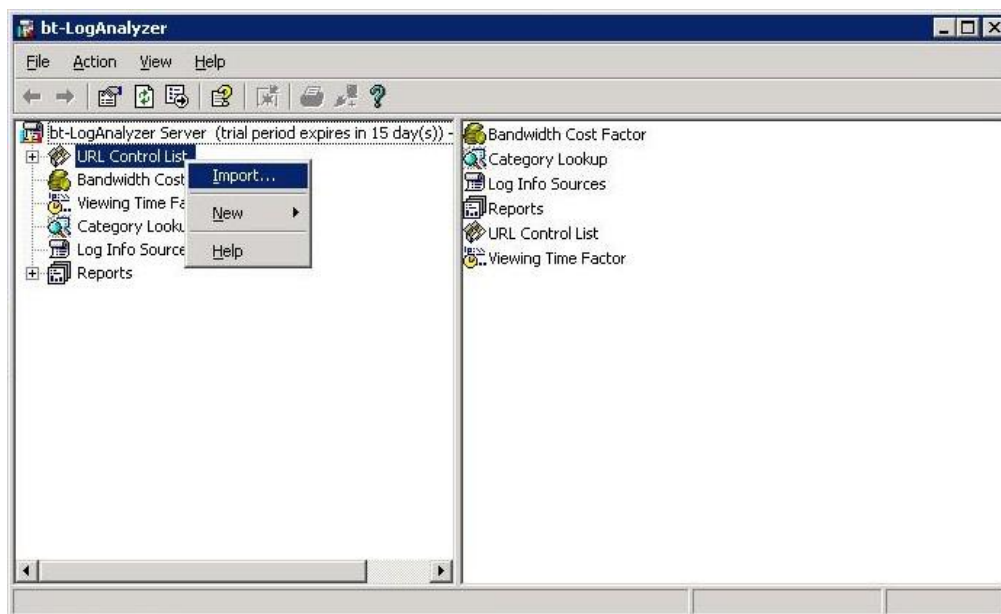 bt-LogAnalyzer
File Action View Help
bt-LogAnalyzer Server (trial period expires in 15 day(s)) -
URL Control List
Bandwidth Cost
Viewing Time
Category
Log Info Source
Reports
Import...
New
Help
Bandwidth Cost Factor
Category Lookup
Log Info Sources
Reports
URL Control List
Viewing Time Factor